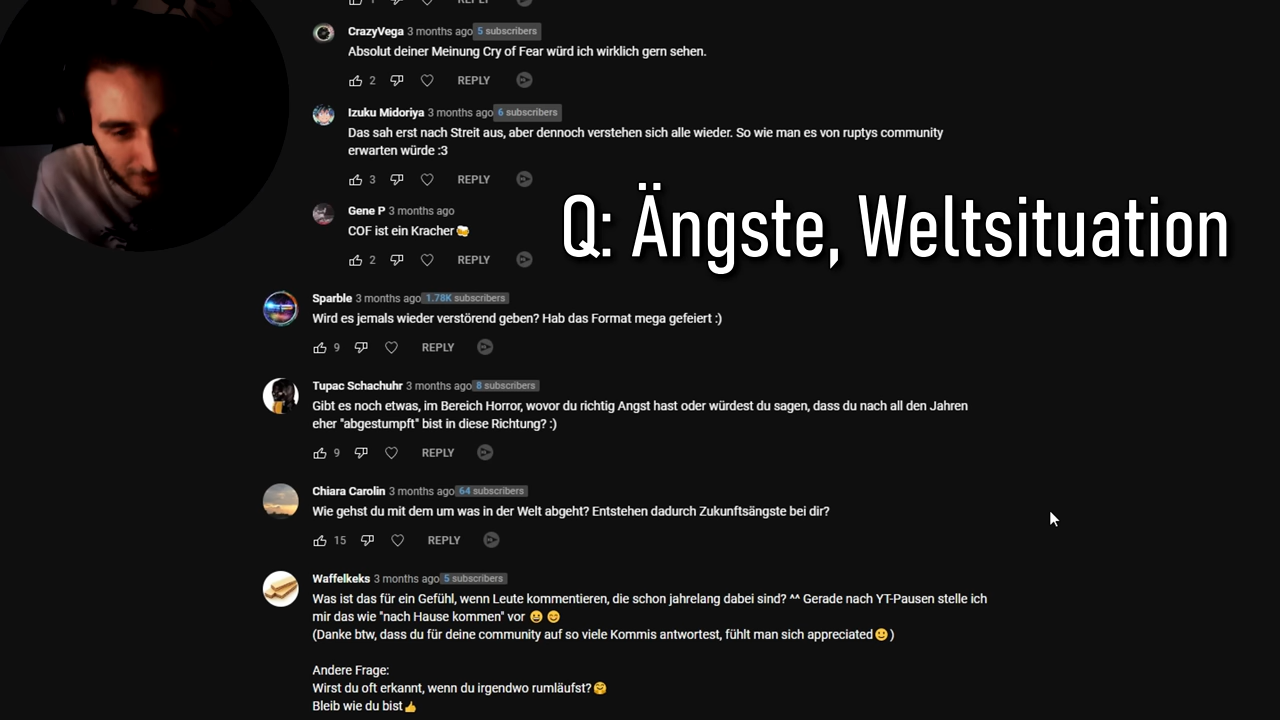 REPLY
CrazyVega 3 months ago 5 subscribers
Absolut deiner Meinung Cry of Fear würd ich wirklich gern sehen.
2 REPLY
Izuku Midoriya 3 months ago 6 subscribers
Das sah erst nach Streit aus, aber dennoch verstehen sich alle wieder. So wie man es von ruptys community
erwarten würde :3
3 REPLY
Q: Ängste, Weltsituation
Gene P 3 months ago
COF ist ein Kracher🍻
2 REPLY
Sparble 3 months ago 1.78K subscribers
Wird es jemals wieder verstörend geben? Hab das Format mega gefeiert :)
9 REPLY
Tupac Schachuhr 3 months ago 8 subscribers
Gibt es noch etwas, im Bereich Horror, wovor du richtig Angst hast oder würdest du sagen, dass du nach all den Jahren
eher "abgestumpft" bist in diese Richtung? :)
9 REPLY
Chiara Carolin 3 months ago 64 subscribers
Wie gehst du mit dem um was in der Welt abgeht? Entstehen dadurch Zukunftsängste bei dir?
15 REPLY
Waffelkeks 3 months ago 5 subscribers
Was ist das für ein Gefühl, wenn Leute kommentieren, die schon jahrelang dabei sind? ^^ Gerade nach YT-Pausen stelle ich
mir das wie "nach Hause kommen" vor 😆 😊
(Danke btw, dass du für deine community auf so viele Kommis antwortest, fühlt man sich appreciated🙂)
Andere Frage:
Wirst du oft erkannt, wenn du irgendwo rumläufst?🤗
Bleib wie du bist👍